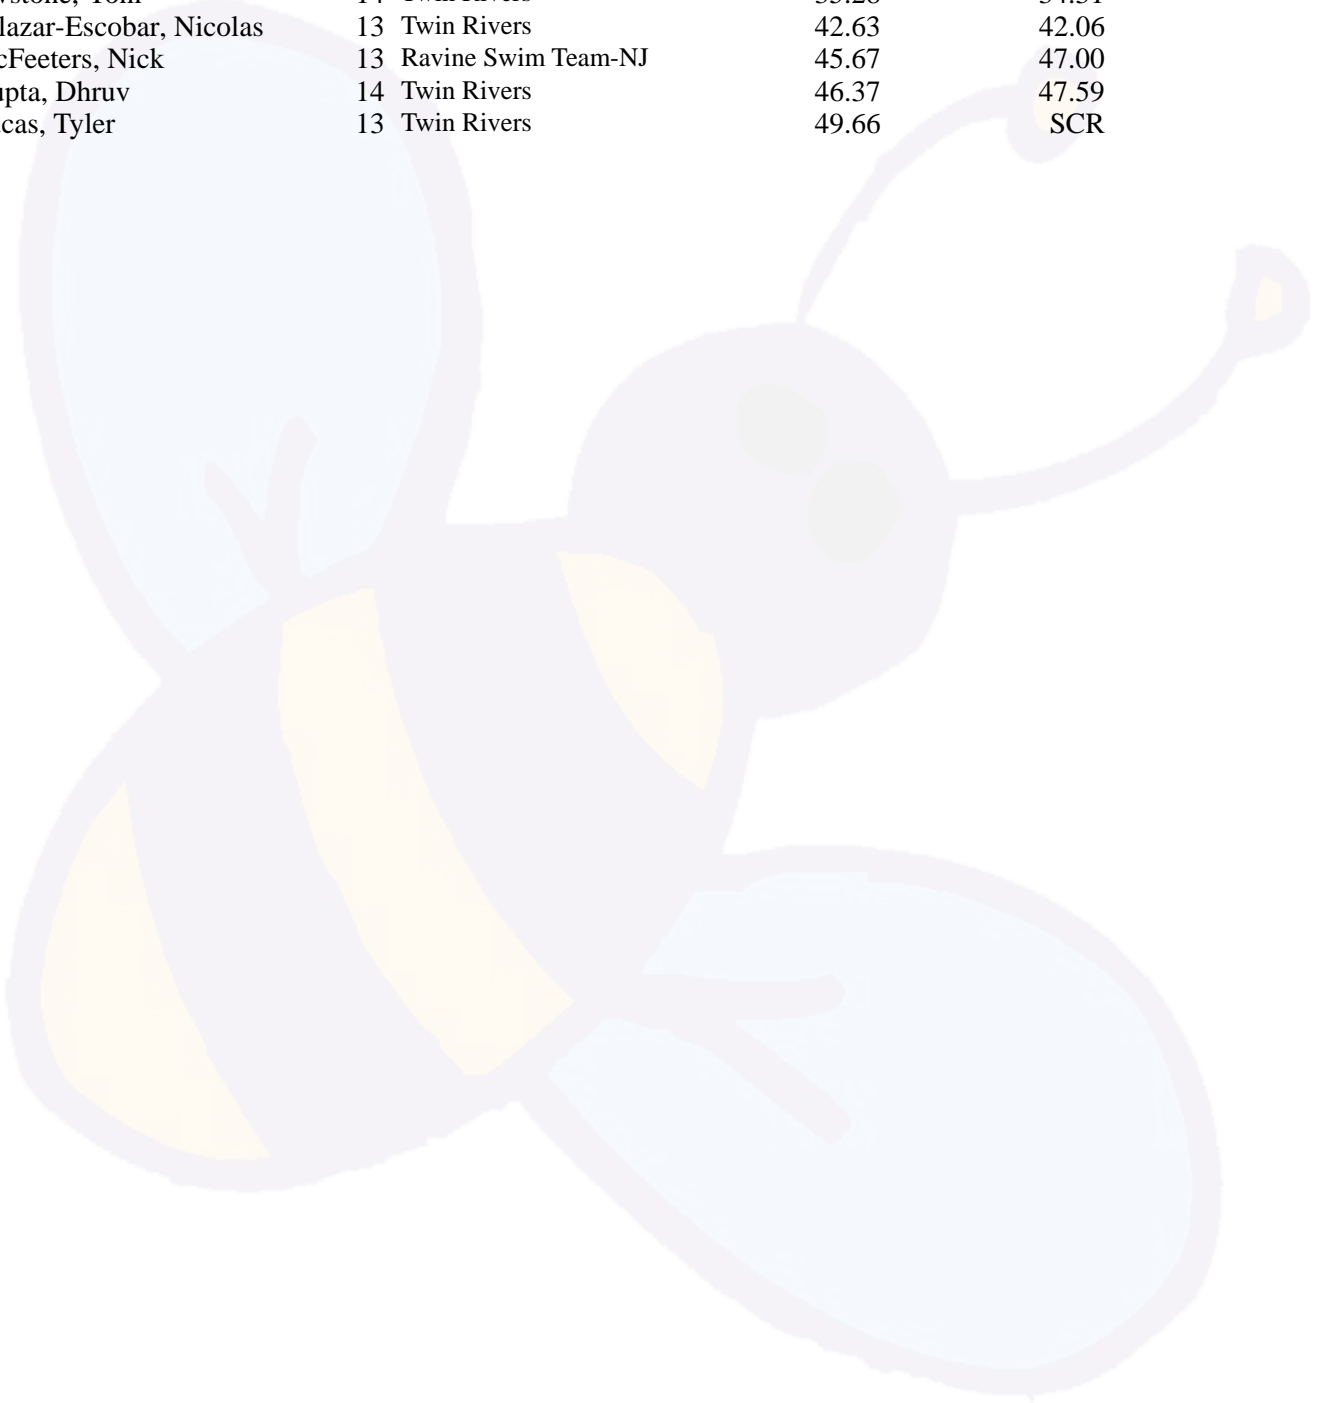 14
lazar-Escobar, Nicolas 13 Twin Rivers 42.63 42.06
cFeeters, Nick 13 Ravine Swim Team-NJ 45.67 47.00
upta, Dhruv 14 Twin Rivers 46.37 47.59
cas, Tyler 13 Twin Rivers 49.66 SCR